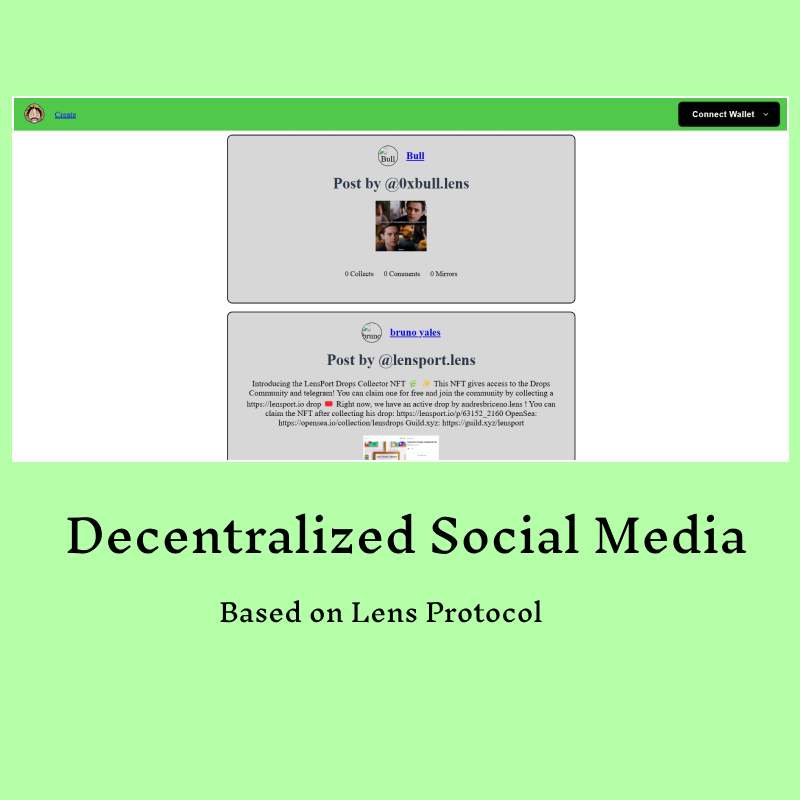 Create
Connect Wallet
Bull Bull
Post by @0xbull.lens
0 Collects 0 Comments 0 Mirrors
bruno yales
Post by @lensport.lens
Introducing the LensPort Drops Collector NFT 🌿 ✨ This NFT gives access to the Drops
Community and telegram! You can claim one for free and join the community by collecting a
https://lensport.io drop 🎟️ Right now, we have an active drop by andresbriceno.lens ! You can
claim the NFT after collecting his drop: https://lensport.io/p/63152_2160 OpenSea:
https://opensea.io/collection/lensdrops Guild.xyz: https://guild.xyz/lensport
Decentralized Social Media
Based on Lens Protocol